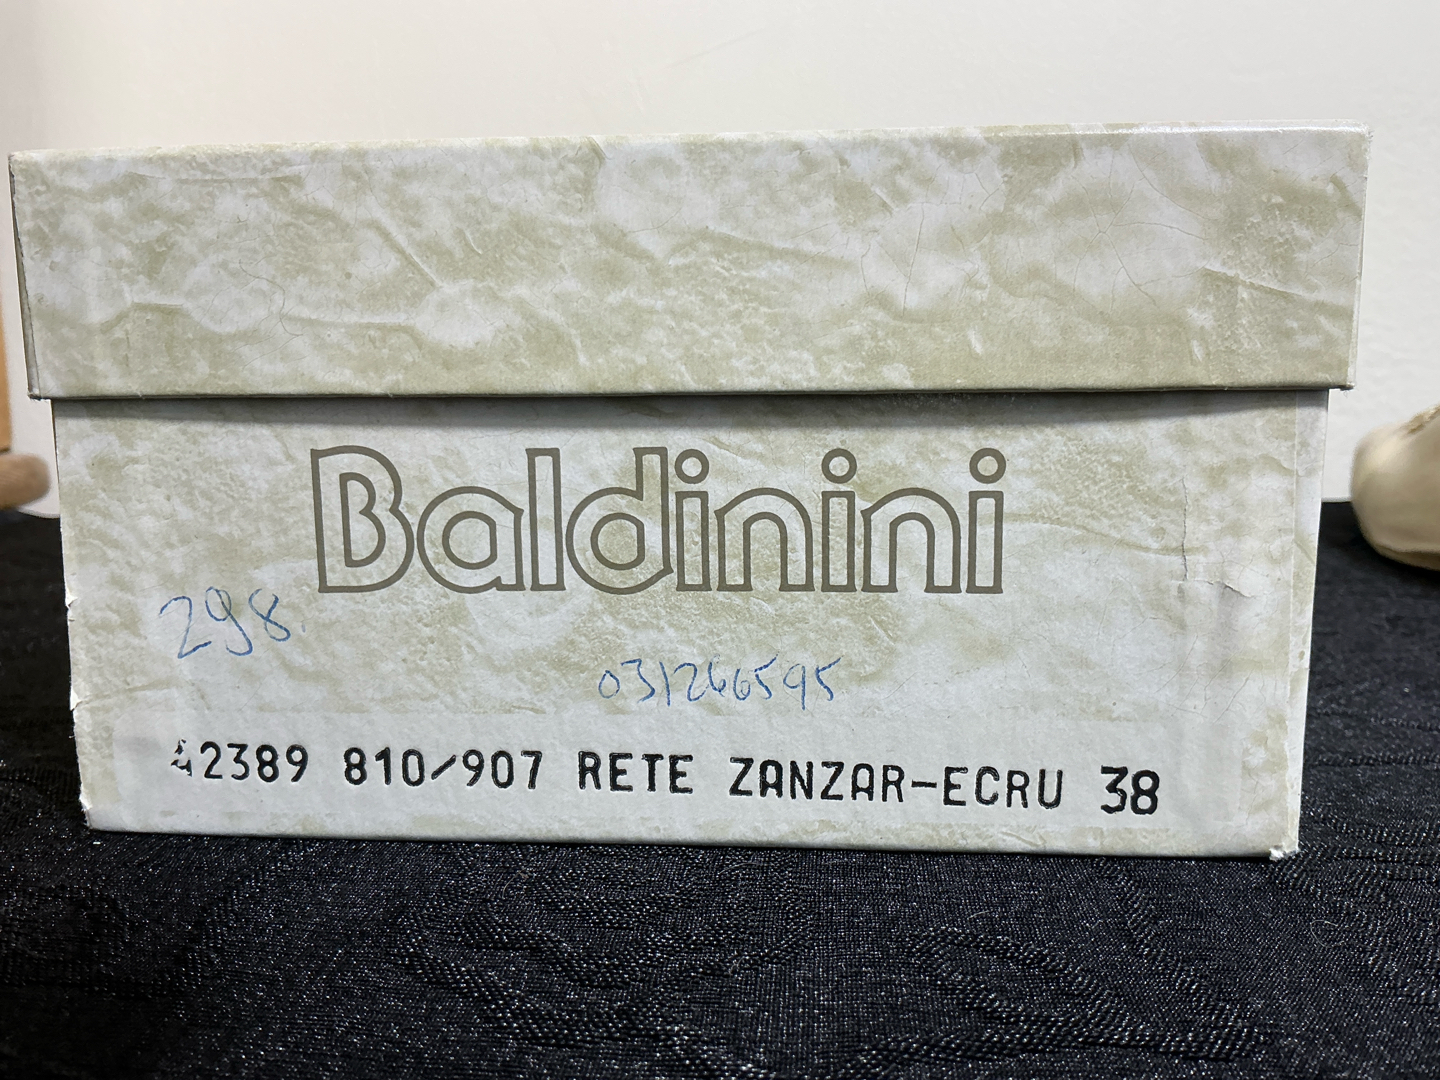 Baldinini
298
031266595
42389 810/907 RETE ZANZAR-ECRU 38